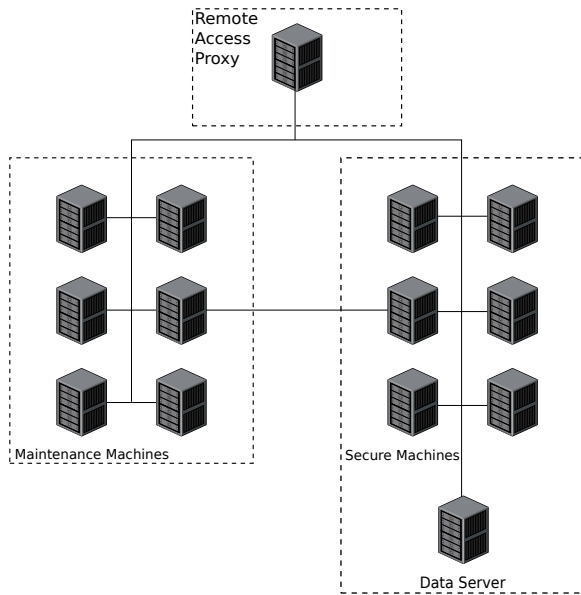 Remote
Access
Proxy
Maintenance Machines
Secure Machines
Data Server